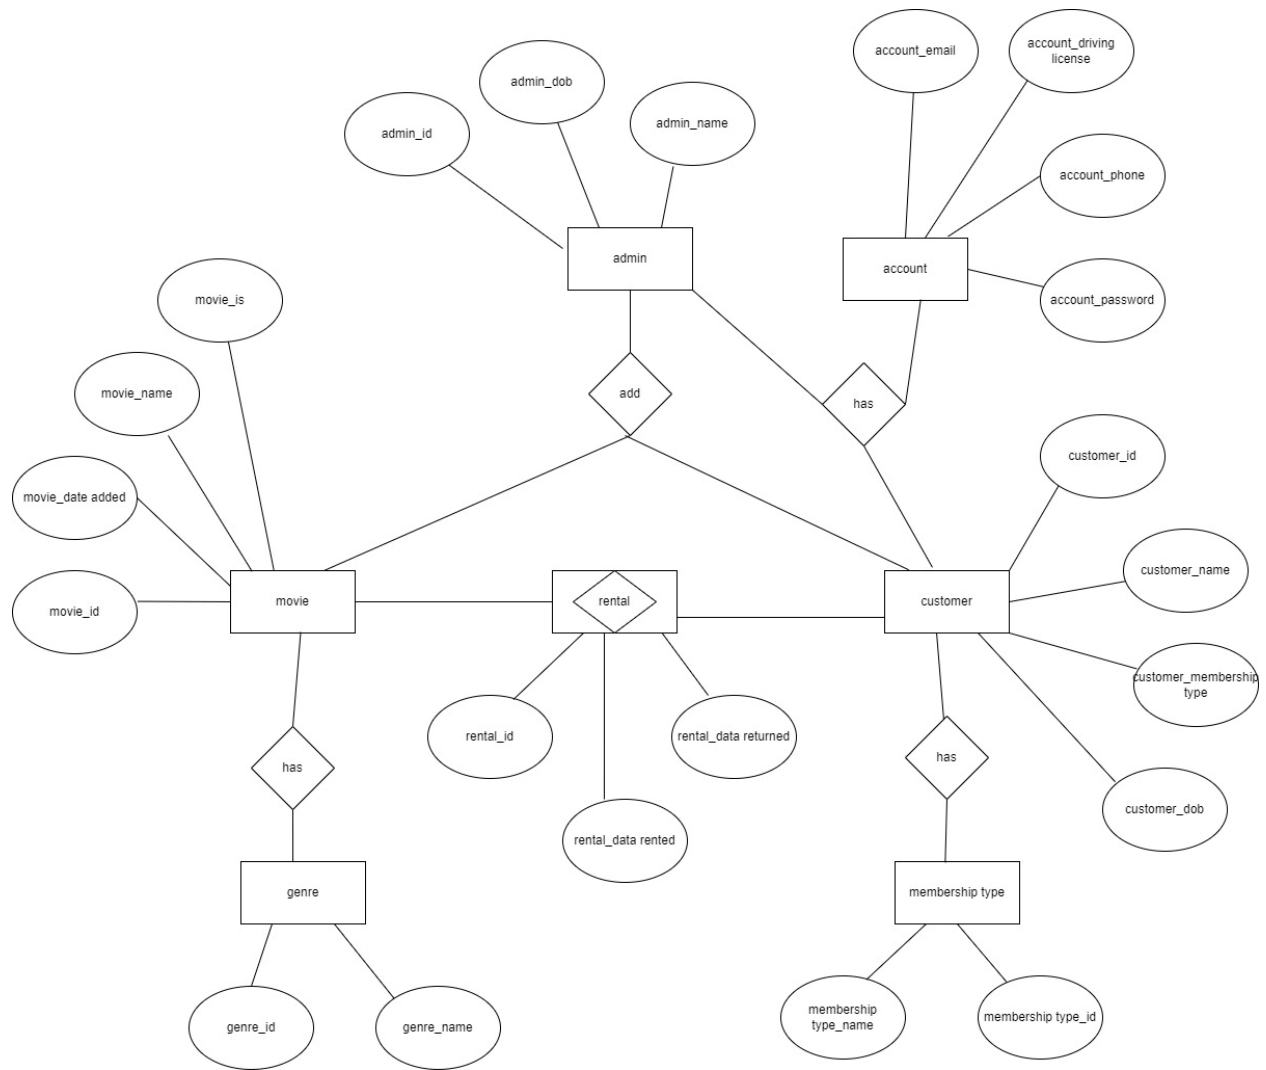 account_email
account_driving
license
admin_dob
admin_name
admin_id
account_phone
admin
account
movie_is
account_password
movie_name
add
has
customer_id
movie_date added
customer_name
movie_id
movie
rental
customer
customer_membership
type
rental_id
rental_data returned
has
has
customer_dob
rental_data rented
genre
membership type
membership
type_name
membership type_id
genre_id
genre_name